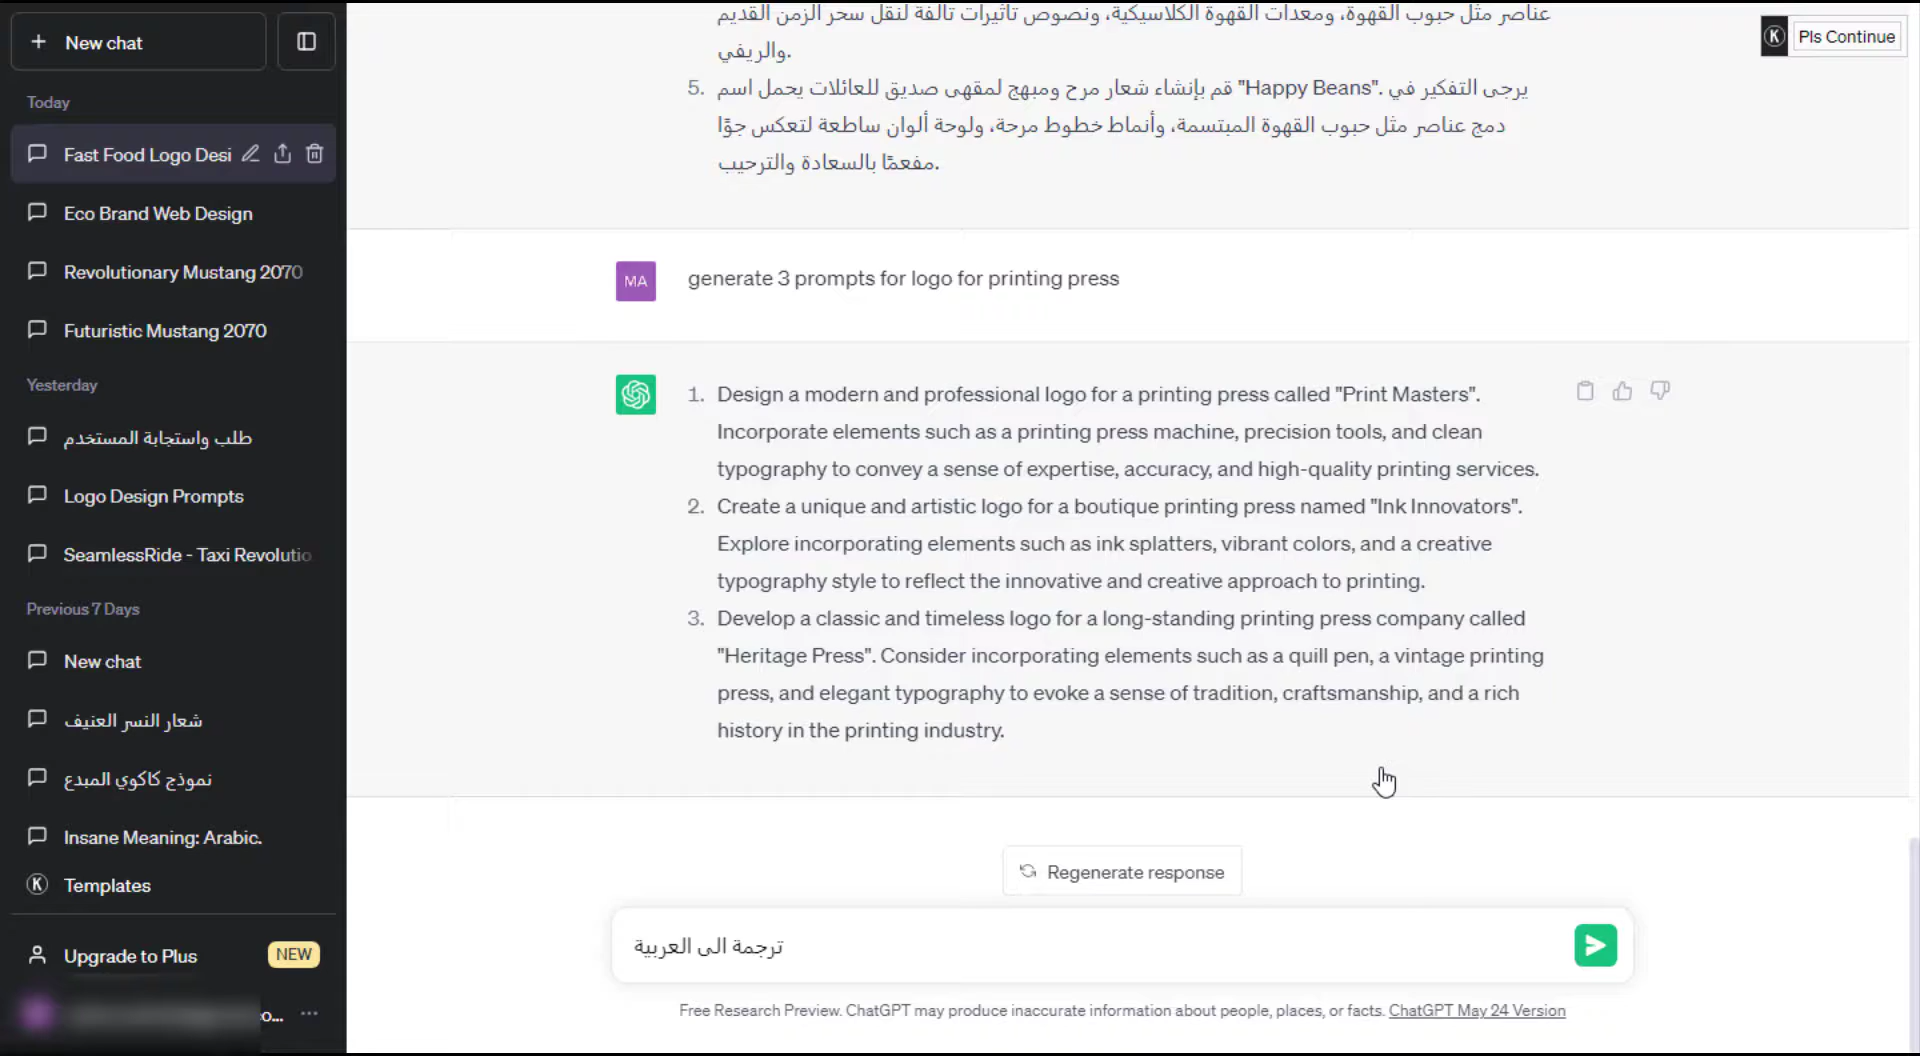 New chat
Today
Fast Food Logo Desi
Eco Brand Web Design
Revolutionary Mustang 2070
Futuristic Mustang 2070
Yesterday
طلب واستجابة المستخدم
Logo Design Prompts
SeamlessRide - Taxi Revolutio
Previous 7 Days
New chat
شعار النسر العنيف
نموذج كاكوي المبدع
Insane Meaning: Arabic.
K Templates
Upgrade to Plus NEW
o...
K Pls Continue
عناصر مثل حبوب القهوة، ومعدات القهوة الكلاسيكية، ونصوص تأثيرات تالفة لنقل سحر الزمن القديم
والريفي.
5. قم بإنشاء شعار مرح ومبهج لمقهى صديق للعائلات يحمل اسم "Happy Beans". يرجى التفكير في
دمج عناصر مثل حبوب القهوة المبتسمة، وأنماط خطوط مرحة، ولوحة ألوان ساطعة لتعكس جوًا
مفعمًا بالسعادة والترحيب.
MA generate 3 prompts for logo for printing press
1. Design a modern and professional logo for a printing press called "Print Masters".
Incorporate elements such as a printing press machine, precision tools, and clean
typography to convey a sense of expertise, accuracy, and high-quality printing services.
2. Create a unique and artistic logo for a boutique printing press named "Ink Innovators".
Explore incorporating elements such as ink splatters, vibrant colors, and a creative
typography style to reflect the innovative and creative approach to printing.
3. Develop a classic and timeless logo for a long-standing printing press company called
"Heritage Press". Consider incorporating elements such as a quill pen, a vintage printing
press, and elegant typography to evoke a sense of tradition, craftsmanship, and a rich
history in the printing industry.
Regenerate response
ترجمة الى العربية
Free Research Preview. ChatGPT may produce inaccurate information about people, places, or facts. ChatGPT May 24 Version